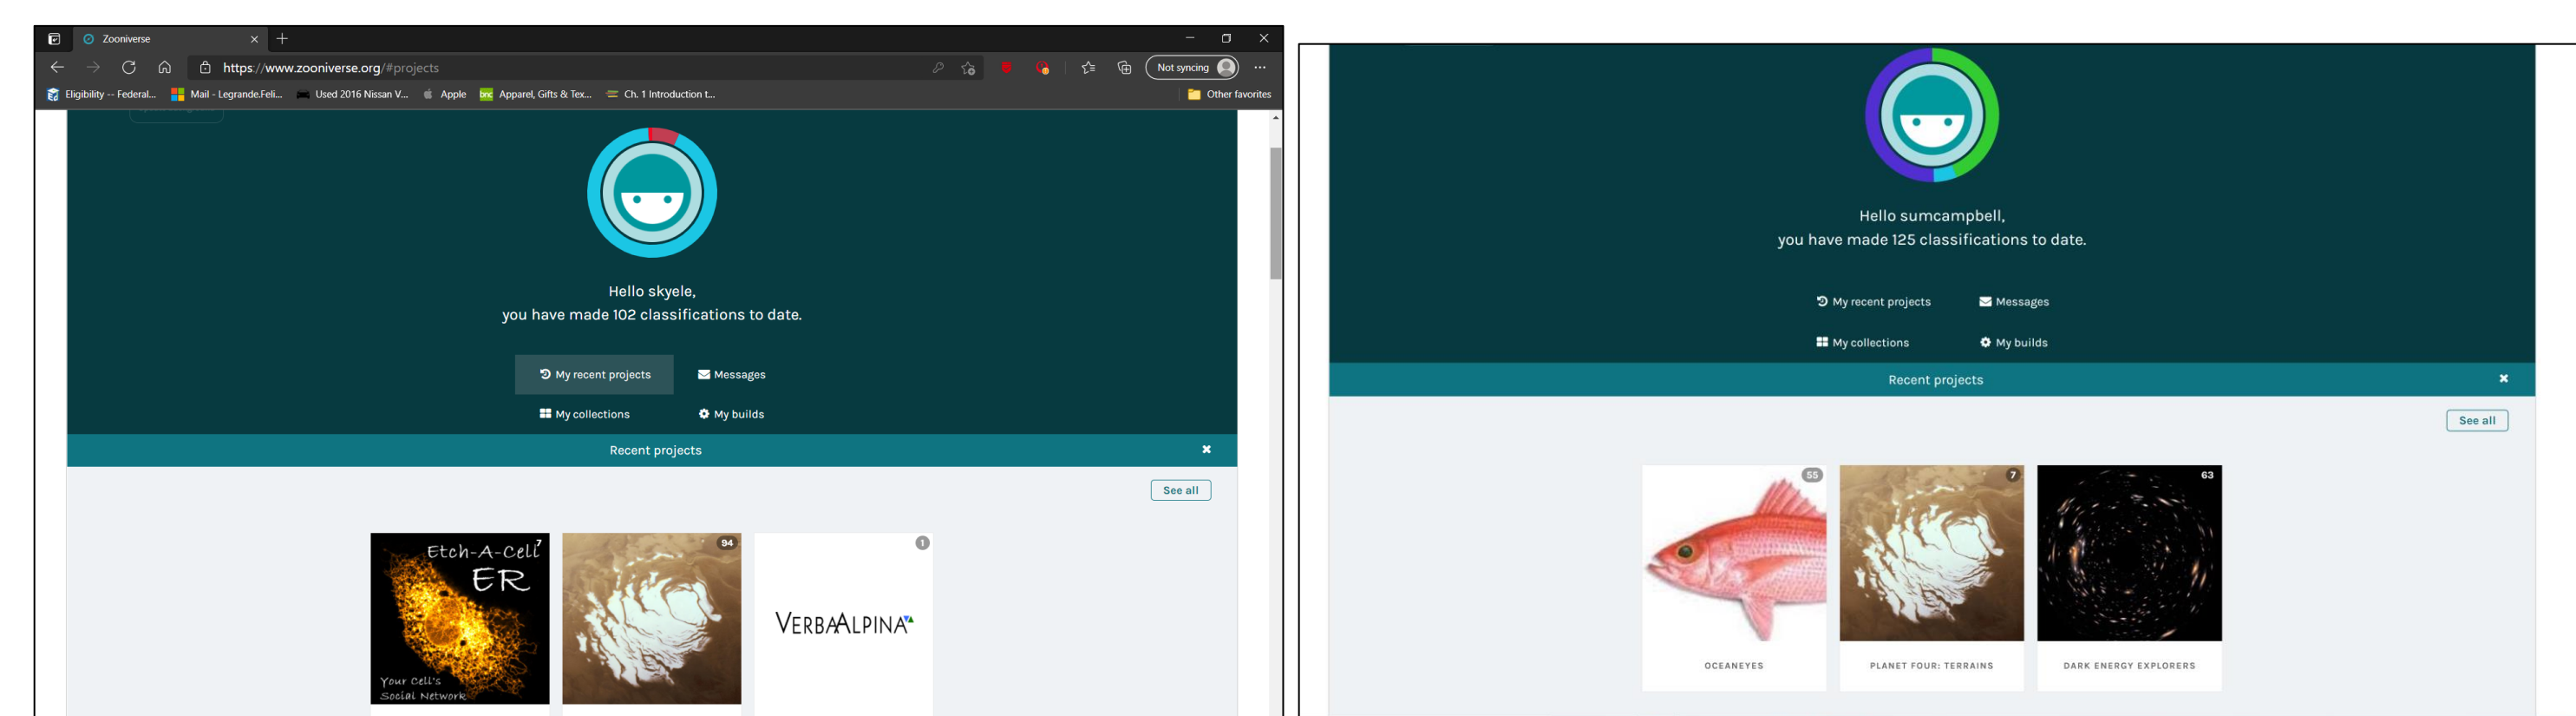 Zooniverse
https://www.zooniverse.org/#projects
Not syncing
Eligibility -- Federal... Mail - Legrande.Feli... Used 2016 Nissan V... Apple bnc Apparel, Gifts & Tex... Ch. 1 Introduction t... Other favorites
Hello skyele,
you have made 102 classifications to date.
My recent projects Messages
My collections My builds
Recent projects
See all
Etch-A-Cell 7
ER
Your Cell's
Social Network
94
1
VERBAALPINA
Hello sumcampbell,
you have made 125 classifications to date.
My recent projects Messages
My collections My builds
Recent projects
See all
55 7 63
OCEANEYES PLANET FOUR: TERRAINS DARK ENERGY EXPLORERS